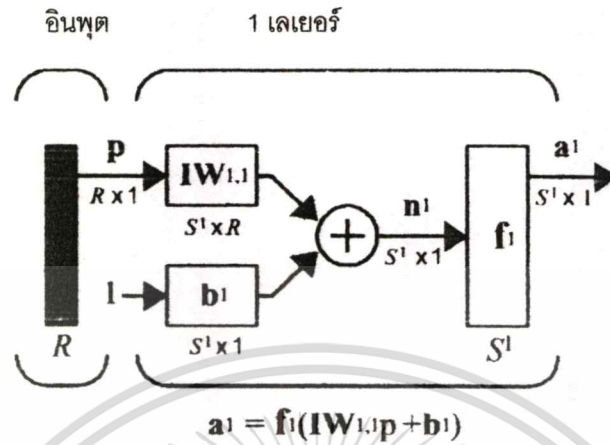 อินพุต 1 เลเยอร์
p IW1,1 a1
R x 1 n1 S1 x 1
S1 x R f1
S1 x 1
1 b1
R S1 x 1 S1
a1 = f1(IW1,1p +b1)